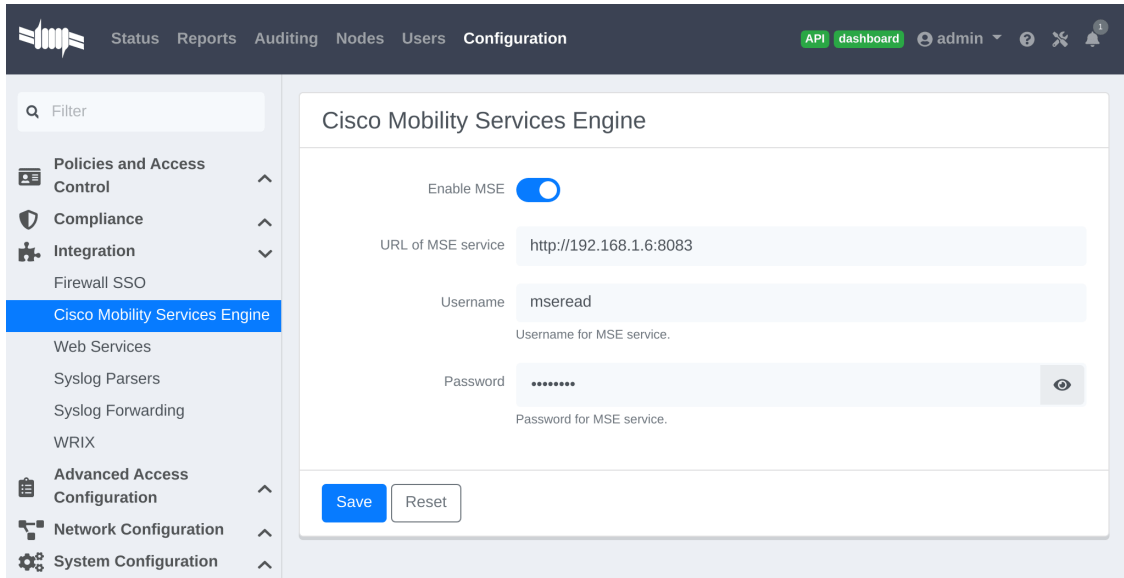 Status Reports Auditing Nodes Users Configuration API dashboard admin 1
Filter
Policies and Access
Control
Compliance
Integration
Firewall SSO
Cisco Mobility Services Engine
Web Services
Syslog Parsers
Syslog Forwarding
WRIX
Advanced Access
Configuration
Network Configuration
System Configuration
Cisco Mobility Services Engine
Enable MSE
URL of MSE service http://192.168.1.6:8083
Username mseread
Username for MSE service.
Password ••••••••
Password for MSE service.
Save Reset